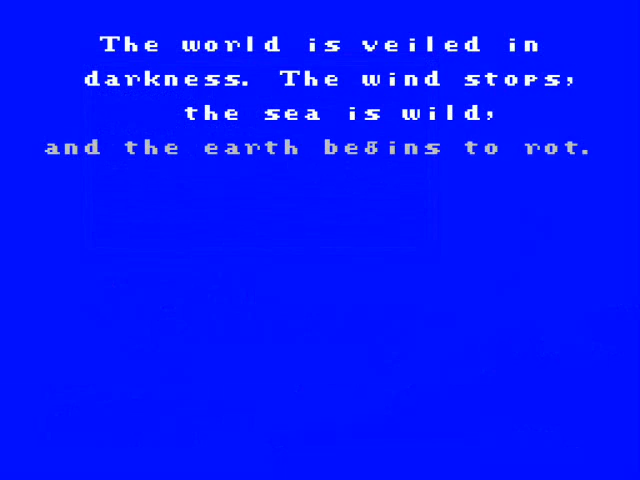 The world is veiled in
darkness. The wind stops,
the sea is wild,
and the earth begins to rot.